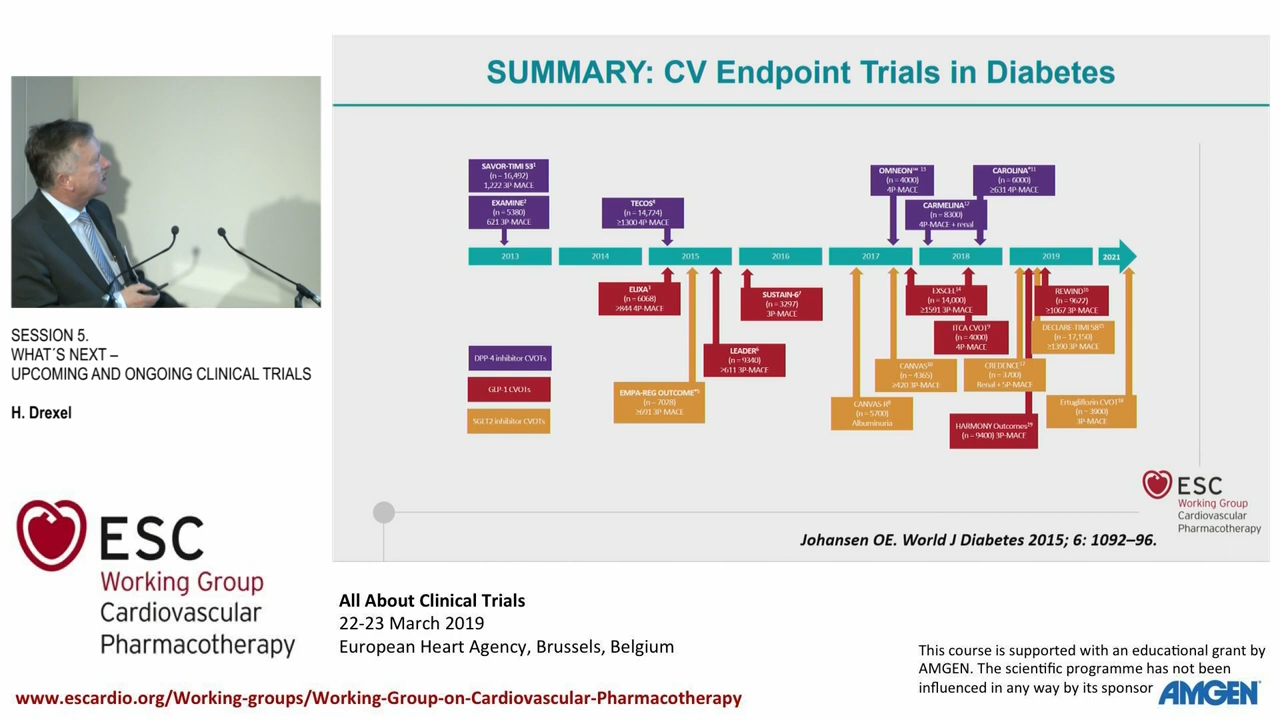 SUMMARY: CV Endpoint Trials in Diabetes
SAVOR-TIMI 53¹
(n ~ 16,492)
1,222 3P-MACE
EXAMINE²
(n = 5380)
621 3P-MACE
TECOS⁴
(n = 14,724)
≥1300 4P-MACE
OMNEON℠ 13
(n = 4000)
4P-MACE
CARMELINA¹²
(n – 8300)
4P-MACE + renal
CAROLINA®¹¹
(n = 6000)
≥631 4P-MACE
2013
2014
2015
2016
2017
2018
2019
2021
ELIXA³
(n – 6068)
≥844 4P-MACE
SUSTAIN-6⁷
(n = 3297)
3P-MACE
EXSCEL¹⁴
(n = 14,000)
≥1591 3P-MACE
REWIND¹⁶
(n = 9622)
≥1067 3P-MACE
ITCA CVOT⁹
(n = 4000)
4P-MACE
DECLARE-TIMI 58¹⁵
(n – 17,150)
≥1390 3P-MACE
LEADER⁶
(n = 9340)
>611 3P-MACE
DPP-4 inhibitor CVOTs
GLP-1 CVOTs
SGLT2 inhibitor CVOTs
EMPA-REG OUTCOME®⁵
(n – 7028)
≥691 3P-MACE
CANVAS¹⁰
(n – 4365)
≥420 3P-MACE
CREDENCE¹⁷
(n – 3700)
Renal + 5P-MACE
CANVAS R⁸
(n = 5700)
Albuminuria
Ertugliflozin CVOT¹⁸
(n – 3900)
3P-MACE
HARMONY Outcomes¹⁹
(n – 9400) 3P-MACE
ESC
Working Group
Cardiovascular
Pharmacotherapy
Johansen OE. World J Diabetes 2015; 6: 1092–96.
SESSION 5.
WHAT´S NEXT –
UPCOMING AND ONGOING CLINICAL TRIALS
H. Drexel
ESC
Working Group
Cardiovascular
Pharmacotherapy
All About Clinical Trials
22-23 March 2019
European Heart Agency, Brussels, Belgium
This course is supported with an educational grant by
AMGEN. The scientific programme has not been
influenced in any way by its sponsor AMGEN®
www.escardio.org/Working-groups/Working-Group-on-Cardiovascular-Pharmacotherapy